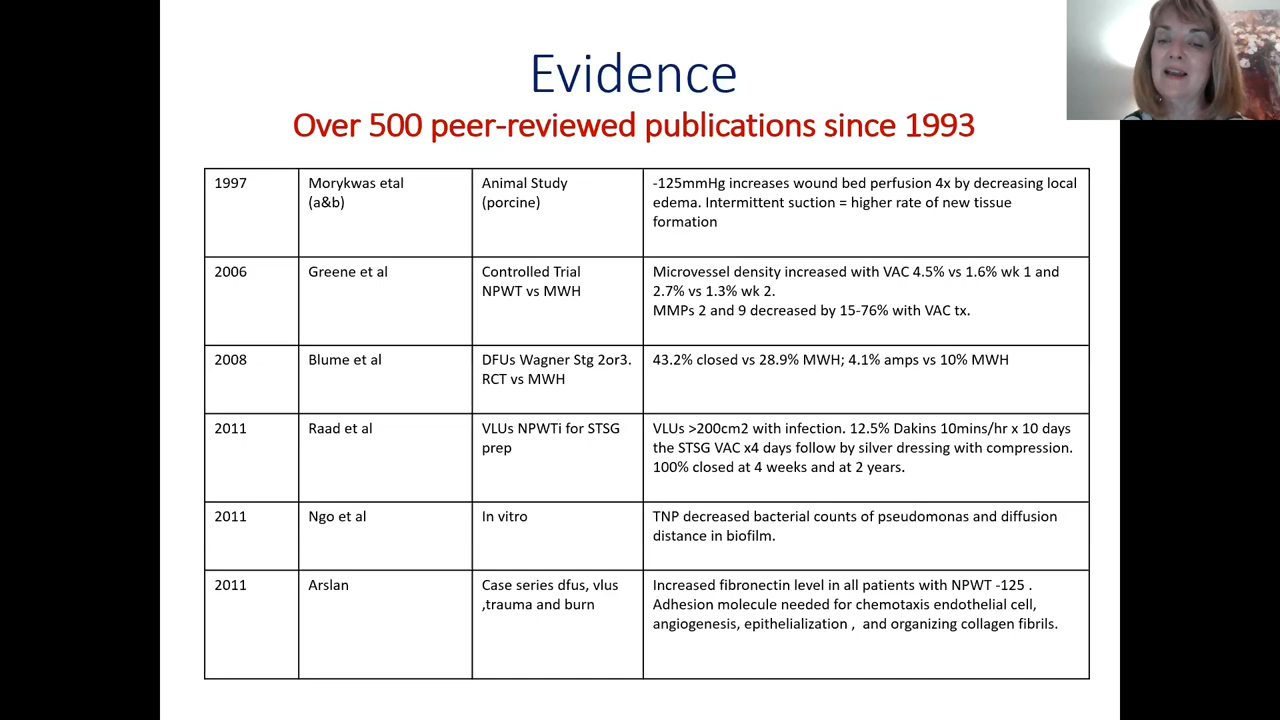 Evidence
Over 500 peer-reviewed publications since 1993
1997
Morykwas etal
(a&b)
Animal Study
(porcine)
-125mmHg increases wound bed perfusion 4x by decreasing local
edema. Intermittent suction = higher rate of new tissue
formation
2006
Greene et al
Controlled Trial
NPWT vs MWH
Microvessel density increased with VAC 4.5% vs 1.6% wk 1 and
2.7% vs 1.3% wk 2.
MMPs 2 and 9 decreased by 15-76% with VAC tx.
2008
Blume et al
DFUs Wagner Stg 2or3.
RCT vs MWH
43.2% closed vs 28.9% MWH; 4.1% amps vs 10% MWH
2011
Raad et al
VLUs NPWTi for STSG
prep
VLUs >200cm2 with infection. 12.5% Dakins 10mins/hr x 10 days
the STSG VAC x4 days follow by silver dressing with compression.
100% closed at 4 weeks and at 2 years.
2011
Ngo et al
In vitro
TNP decreased bacterial counts of pseudomonas and diffusion
distance in biofilm.
2011
Arslan
Case series dfus, vlus
,trauma and burn
Increased fibronectin level in all patients with NPWT -125 .
Adhesion molecule needed for chemotaxis endothelial cell,
angiogenesis, epithelialization ,  and organizing collagen fibrils.